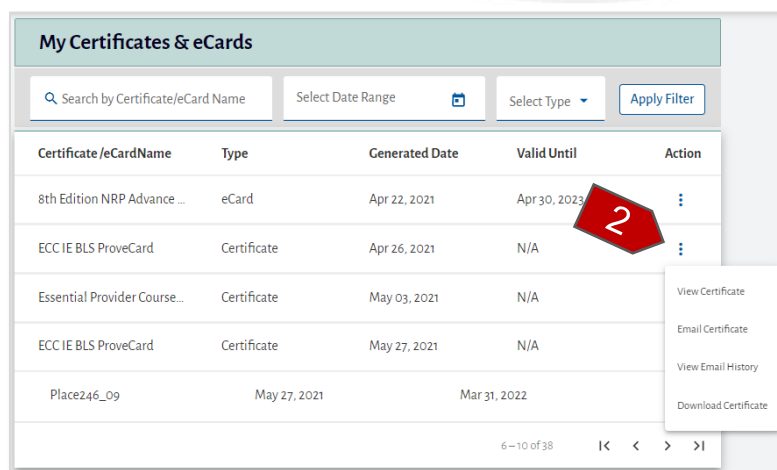 My Certificates & eCards
Search by Certificate/eCard Name Select Date Range Select Type Apply Filter
Certificate /eCardName Type Generated Date Valid Until Action
8th Edition NRP Advance ... eCard Apr 22, 2021 Apr 30, 2023
2
ECC IE BLS ProveCard Certificate Apr 26, 2021 N/A
Essential Provider Course... Certificate May 03, 2021 N/A
View Certificate
Email Certificate
ECC IE BLS ProveCard Certificate May 27, 2021 N/A
View Email History
Place246_09 May 27, 2021 Mar 31, 2022
Download Certificate
6 – 10 of 38